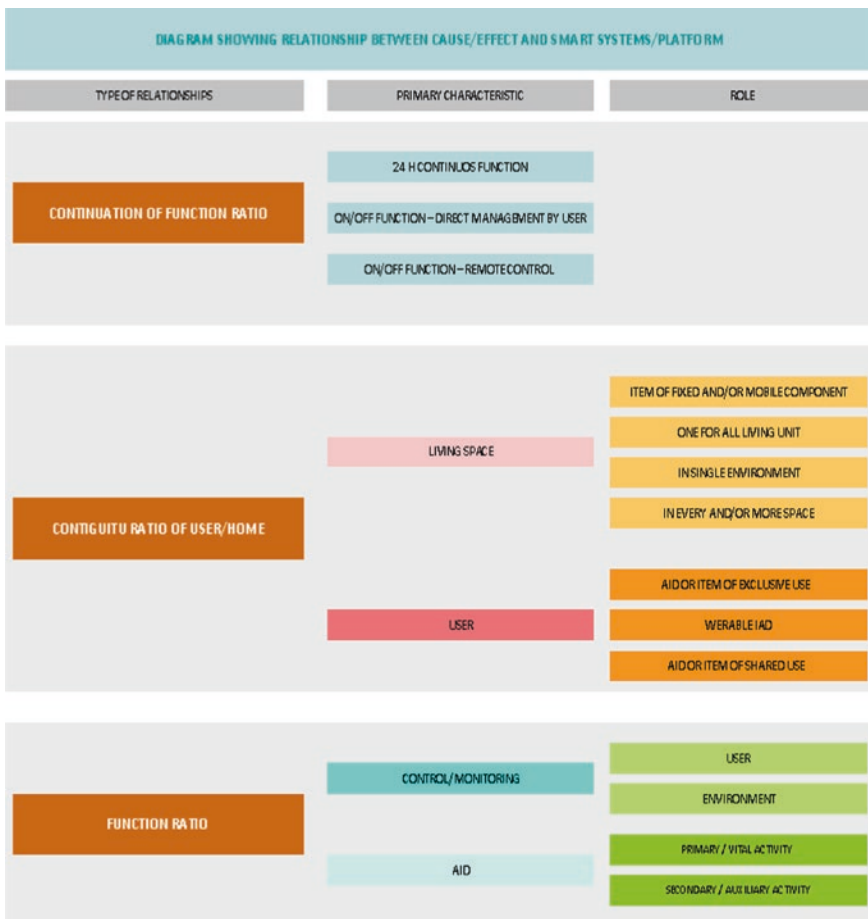 DIAGRAM SHOWING RELATIONSHIP BETWEEN CAUSE/EFFECT AND SMART SYSTEMS/PLATFORM
TYPE OF RELATIONSHIPS
PRIMARY CHARACTERISTIC
ROLE
CONTINUATION OF FUNCTION RATIO
24 H CONTINUOS FUNCTION
ON/OFF FUNCTION – DIRECT MANAGEMENT BY USER
ON/OFF FUNCTION – REMOTE CONTROL
CONTIGUITU RATIO OF USER/HOME
LIVING SPACE
ITEM OF FIXED AND/OR MOBILE COMPONENT
ONE FOR ALL LIVING UNIT
IN SINGLE ENVIRONMENT
IN EVERY AND/OR MORE SPACE
USER
AID OR ITEM OF EXCLUSIVE USE
WERABLE IAD
AID OR ITEM OF SHARED USE
FUNCTION RATIO
CONTROL/MONITORING
USER
ENVIRONMENT
AID
PRIMARY / VITAL ACTIVITY
SECONDARY / AUXILIARY ACTIVITY